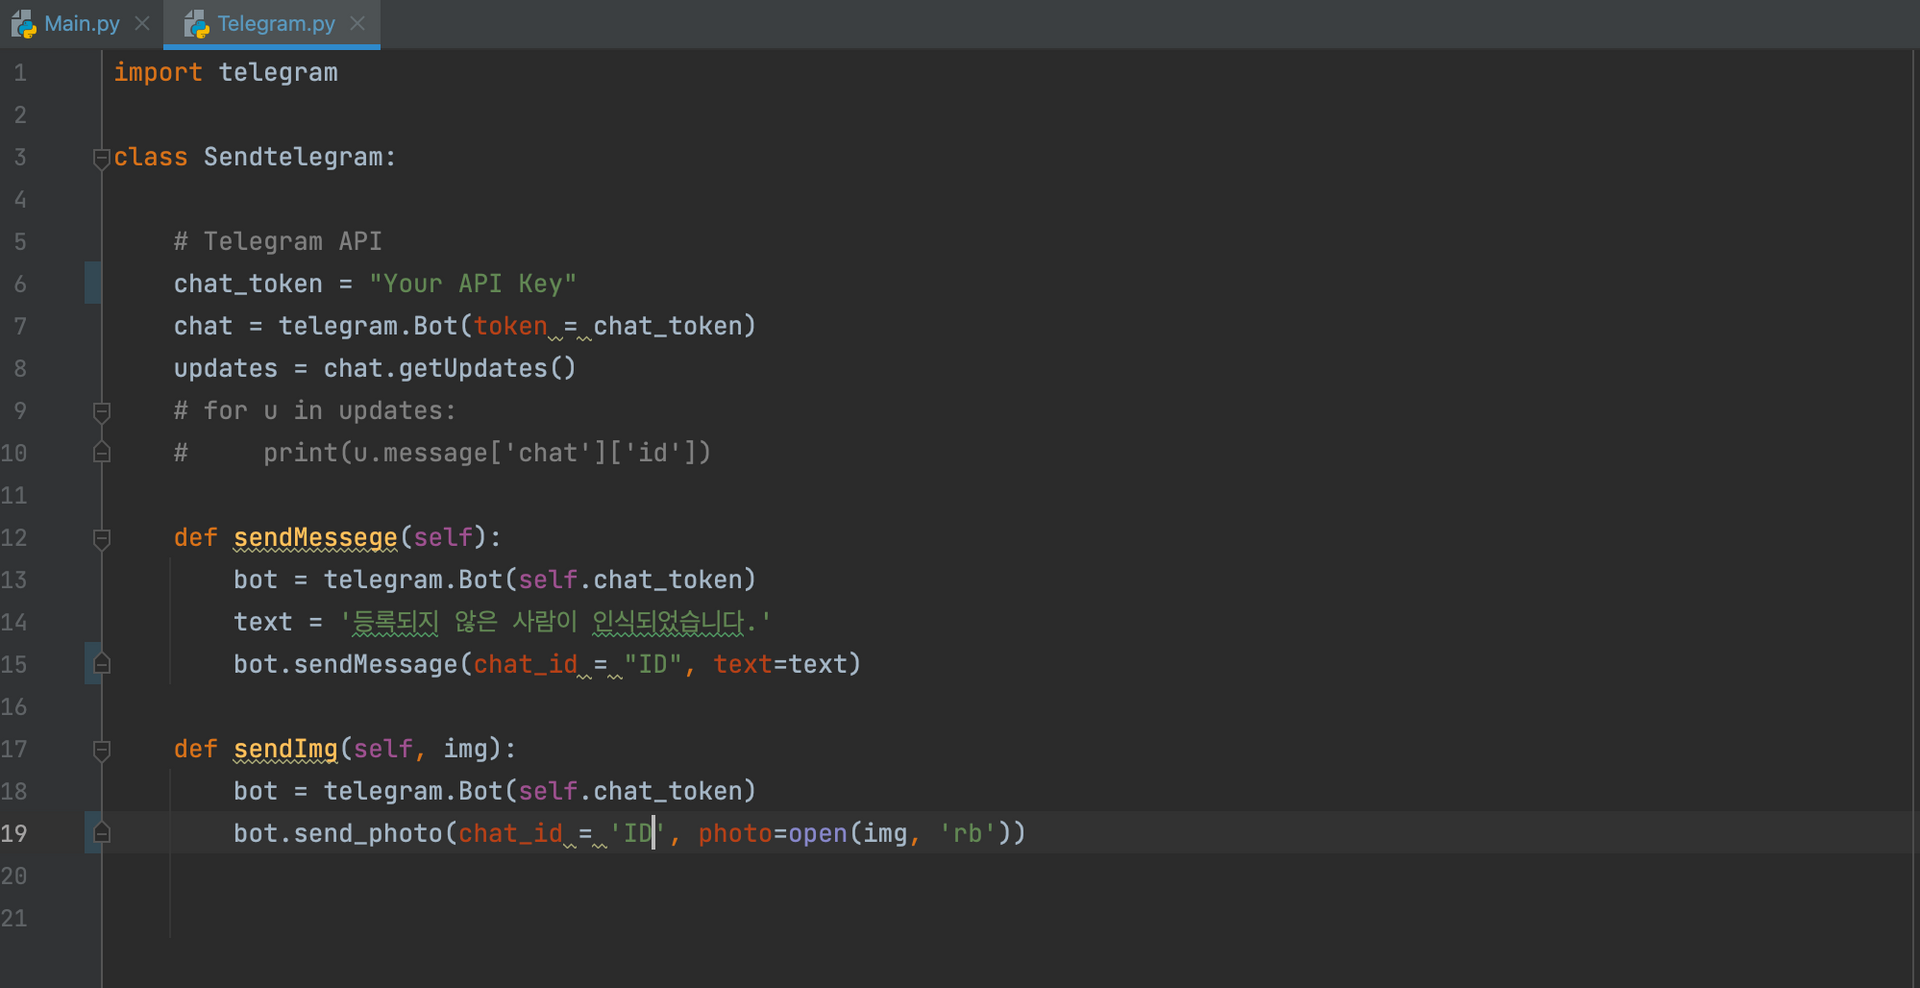 Main.py
Telegram.py
1 import telegram
2
3 class Sendtelegram:
4
5     # Telegram API
6     chat_token = "Your API Key"
7     chat = telegram.Bot(token = chat_token)
8     updates = chat.getUpdates()
9     # for u in updates:
10     #     print(u.message['chat']['id'])
11
12     def sendMessege(self):
13         bot = telegram.Bot(self.chat_token)
14         text = '등록되지 않은 사람이 인식되었습니다.'
15         bot.sendMessage(chat_id = "ID", text=text)
16
17     def sendImg(self, img):
18         bot = telegram.Bot(self.chat_token)
19         bot.send_photo(chat_id = 'ID', photo=open(img, 'rb'))
20
21